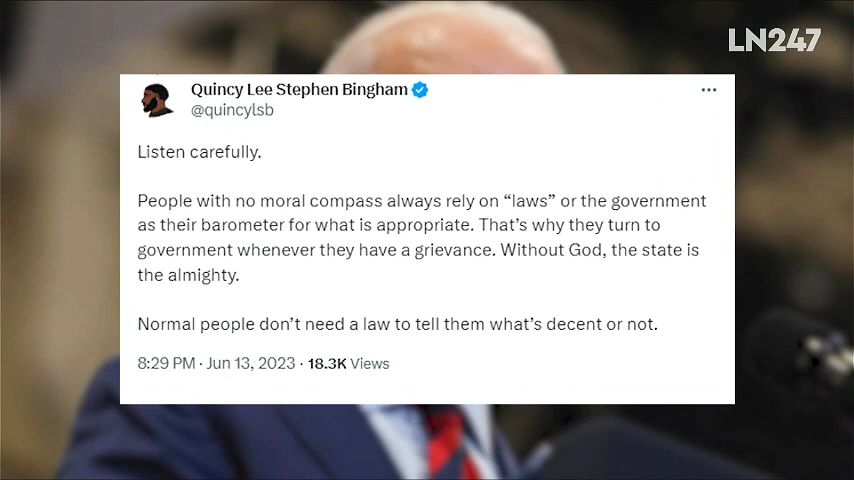 LN247
Quincy Lee Stephen Bingham
@quincylsb
Listen carefully.
People with no moral compass always rely on “laws” or the government
as their barometer for what is appropriate. That’s why they turn to
government whenever they have a grievance. Without God, the state is
the almighty.
Normal people don’t need a law to tell them what’s decent or not.
8:29 PM · Jun 13, 2023 · 18.3K Views